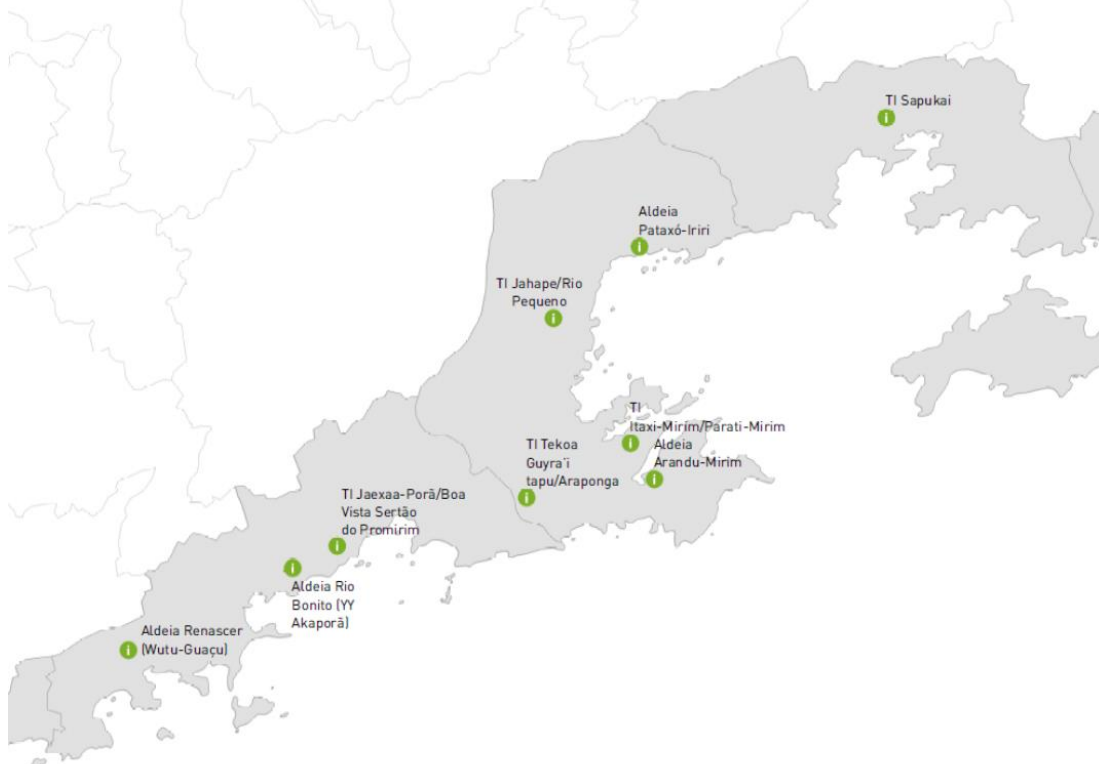 TI Sapukai
Aldeia
Pataxó-Iriri
TI Jahape/Rio
Pequeno
TI
Itaxi-Mirim/Parati-Mirim
Aldeia
Arandu-Mirim
TI Tekoa
Guyra'i
tapu/Araponga
TI Jaexaa-Porã/Boa
Vista Sertão
do Promirim
Aldeia Rio
Bonito (YY
Akaporã)
Aldeia Renascer
(Wutu-Guaçu)